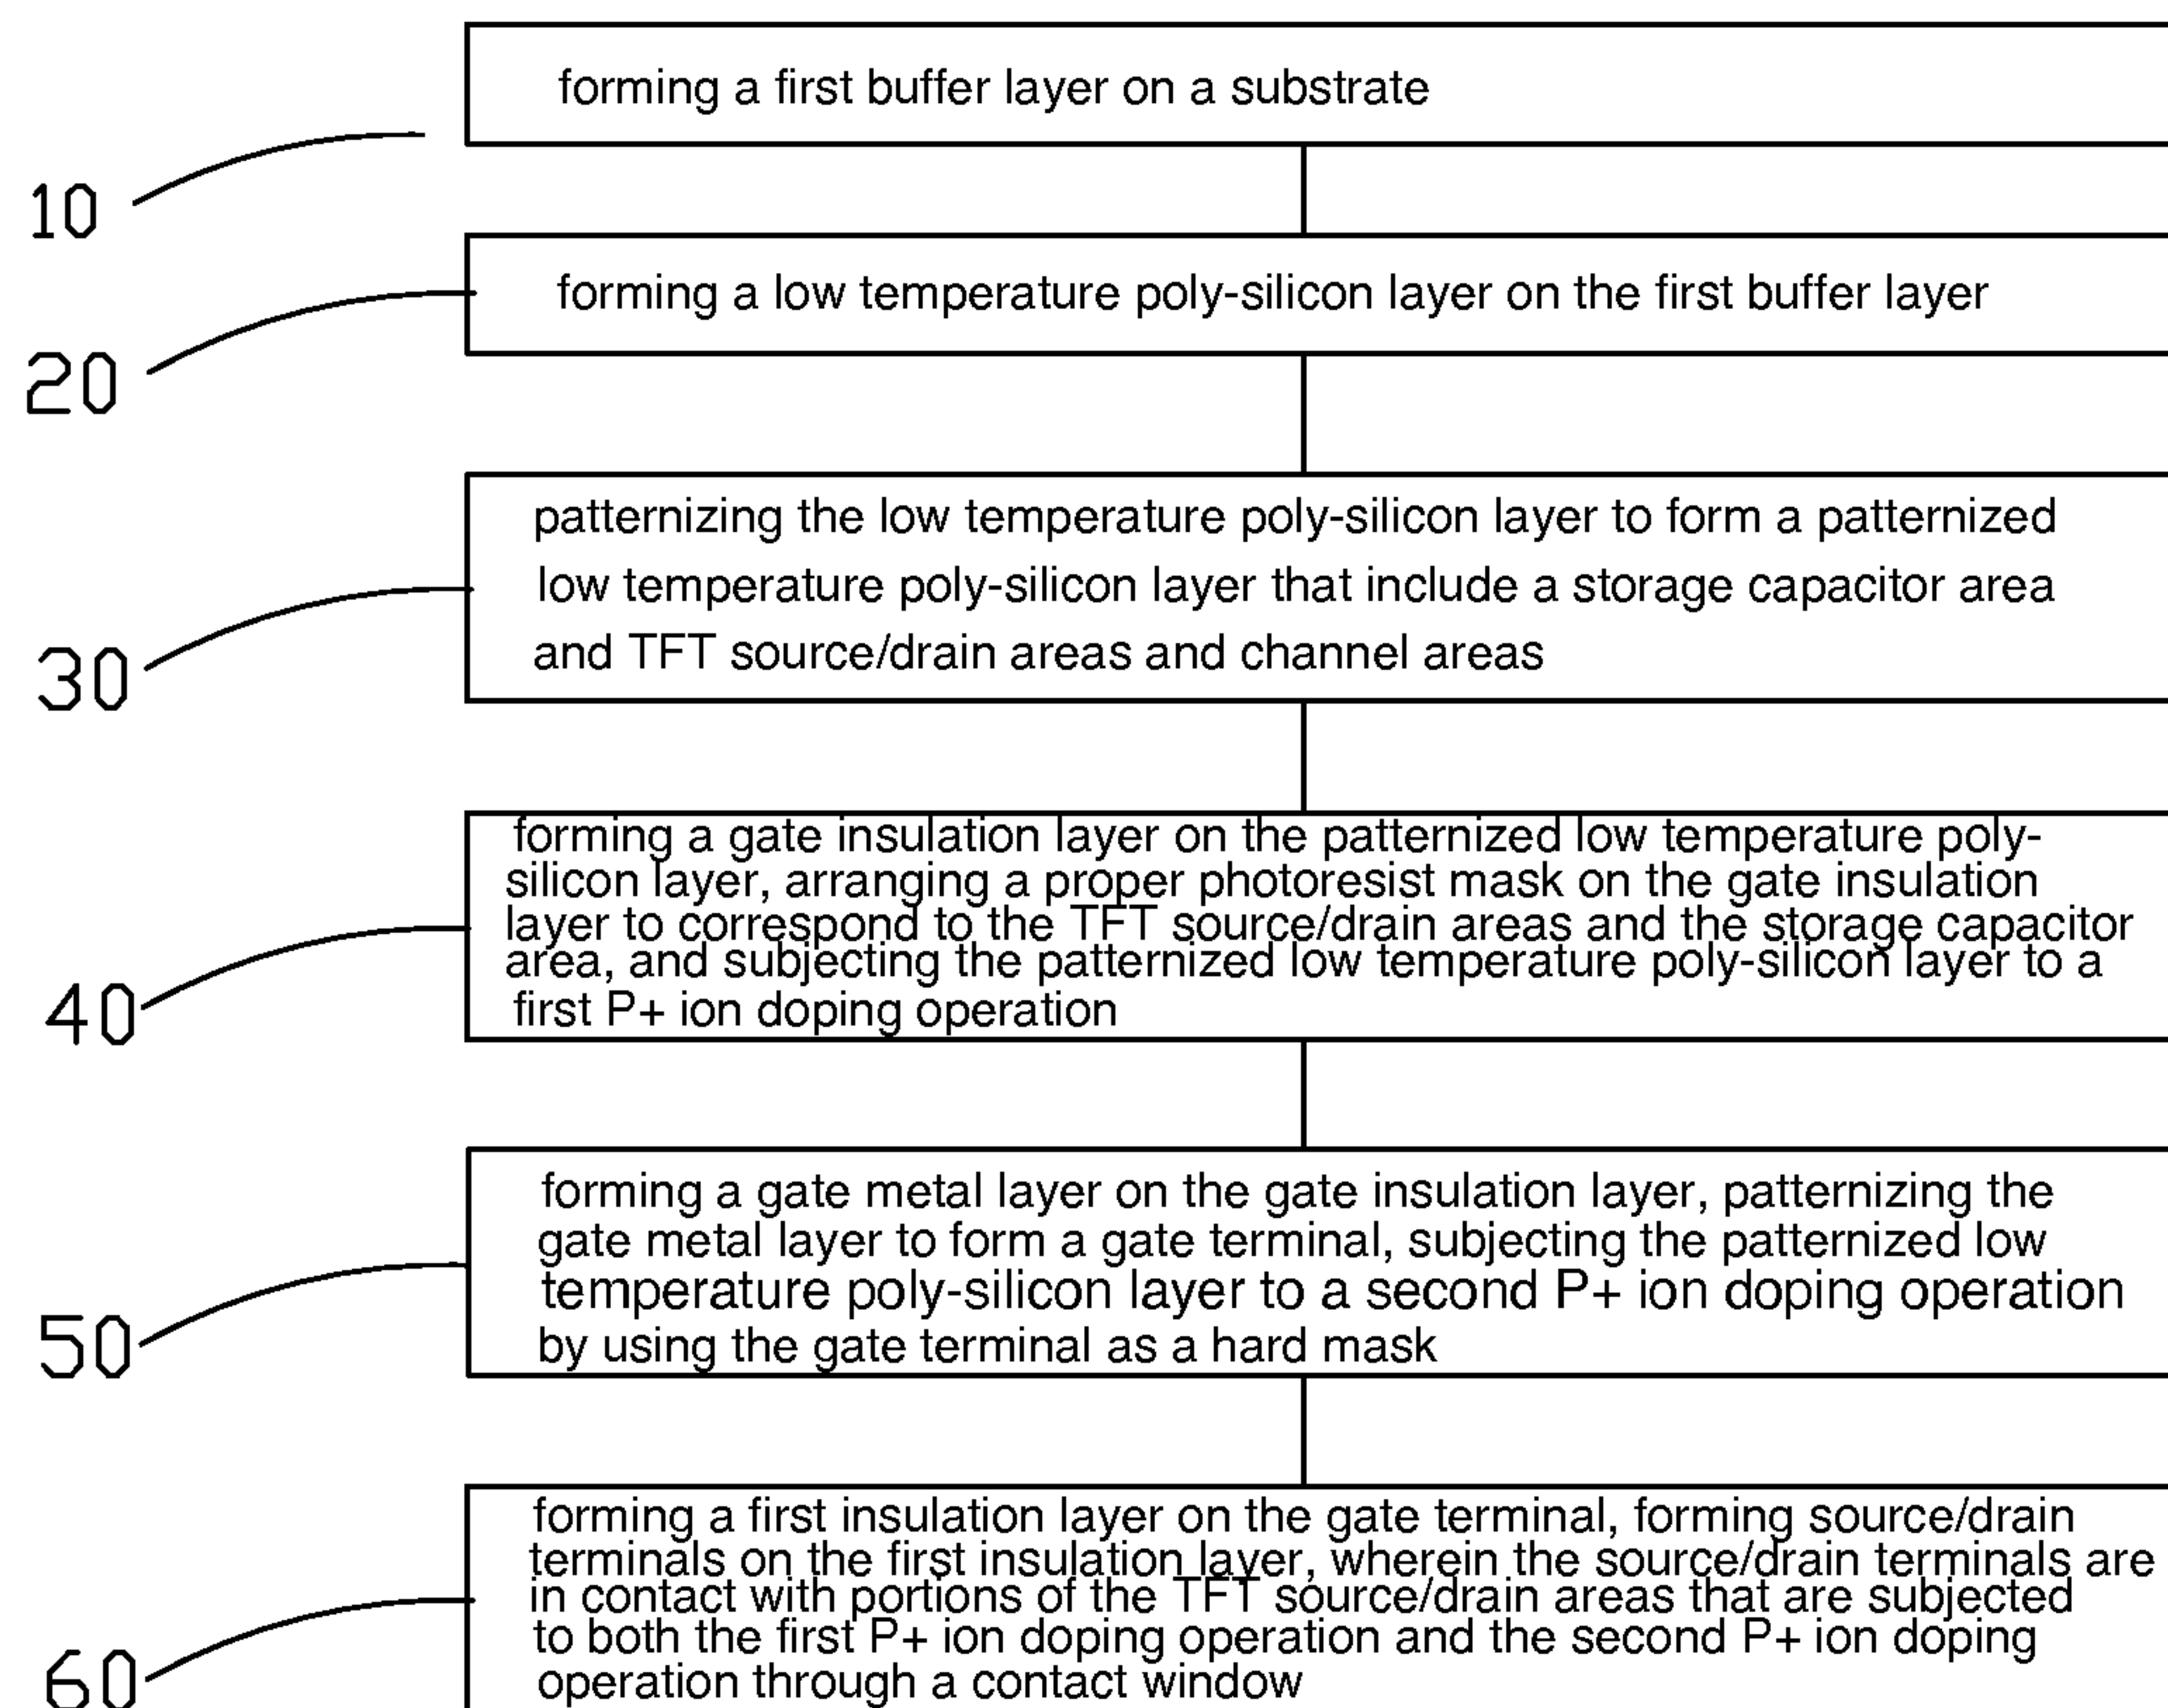 forming a first buffer layer on a substrate
10
forming a low temperature poly-silicon layer on the first buffer layer
20
patternizing the low temperature poly-silicon layer to form a patternized
low temperature poly-silicon layer that include a storage capacitor area
and TFT source/drain areas and channel areas
30
forming a gate insulation layer on the patternized low temperature poly-
silicon layer, arranging a proper photoresist mask on the gate insulation
layer to correspond to the TFT source/drain areas and the storage capacitor
area, and subjecting the patternized low temperature poly-silicon layer to a
first P+ ion doping operation
40
forming a gate metal layer on the gate insulation layer, patternizing the
gate metal layer to form a gate terminal, subjecting the patternized low
temperature poly-silicon layer to a second P+ ion doping operation
by using the gate terminal as a hard mask
50
forming a first insulation layer on the gate terminal, forming source/drain
terminals on the first insulation layer, wherein the source/drain terminals are
in contact with portions of the TFT source/drain areas that are subjected
to both the first P+ ion doping operation and the second P+ ion doping
operation through a contact window
60